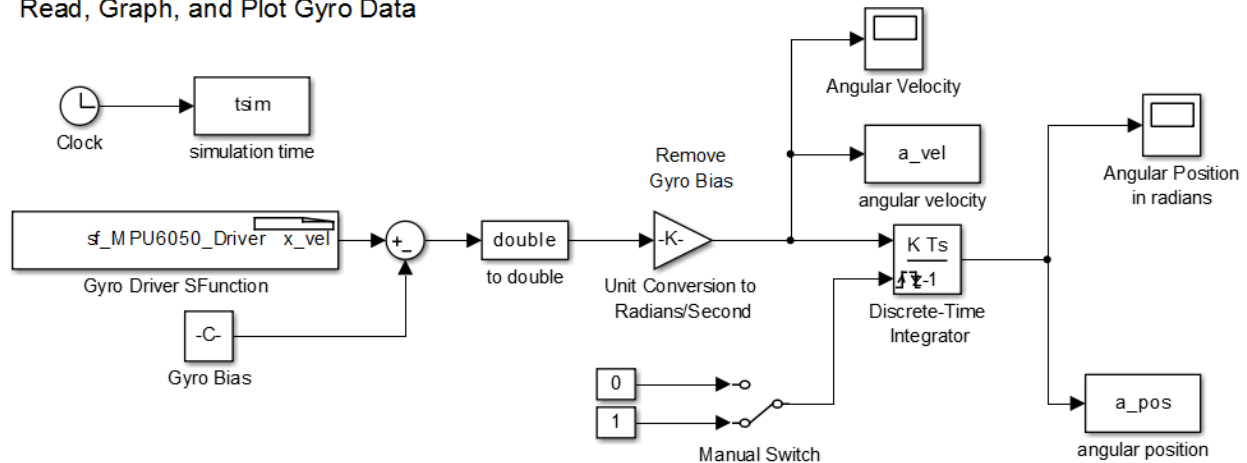 Read, Graph, and Plot Gyro Data
Clock
tsim
simulation time
sf_MPU6050_Driver x_vel
Gyro Driver SFunction
-C-
Gyro Bias
+
_
double
to double
Remove
Gyro Bias
-K-
Unit Conversion to
Radians/Second
Angular Velocity
a_vel
angular velocity
K Ts
z-1
Discrete-Time
Integrator
0
1
Manual Switch
Angular Position
in radians
a_pos
angular position